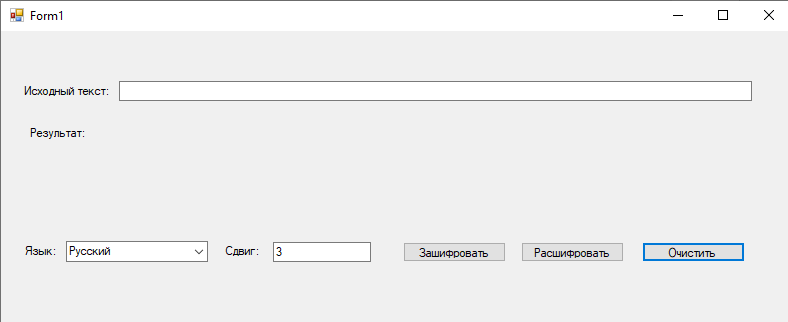 Form1
Исходный текст:
Результат:
Язык: Русский Сдвиг: 3 Зашифровать Расшифровать Очистить